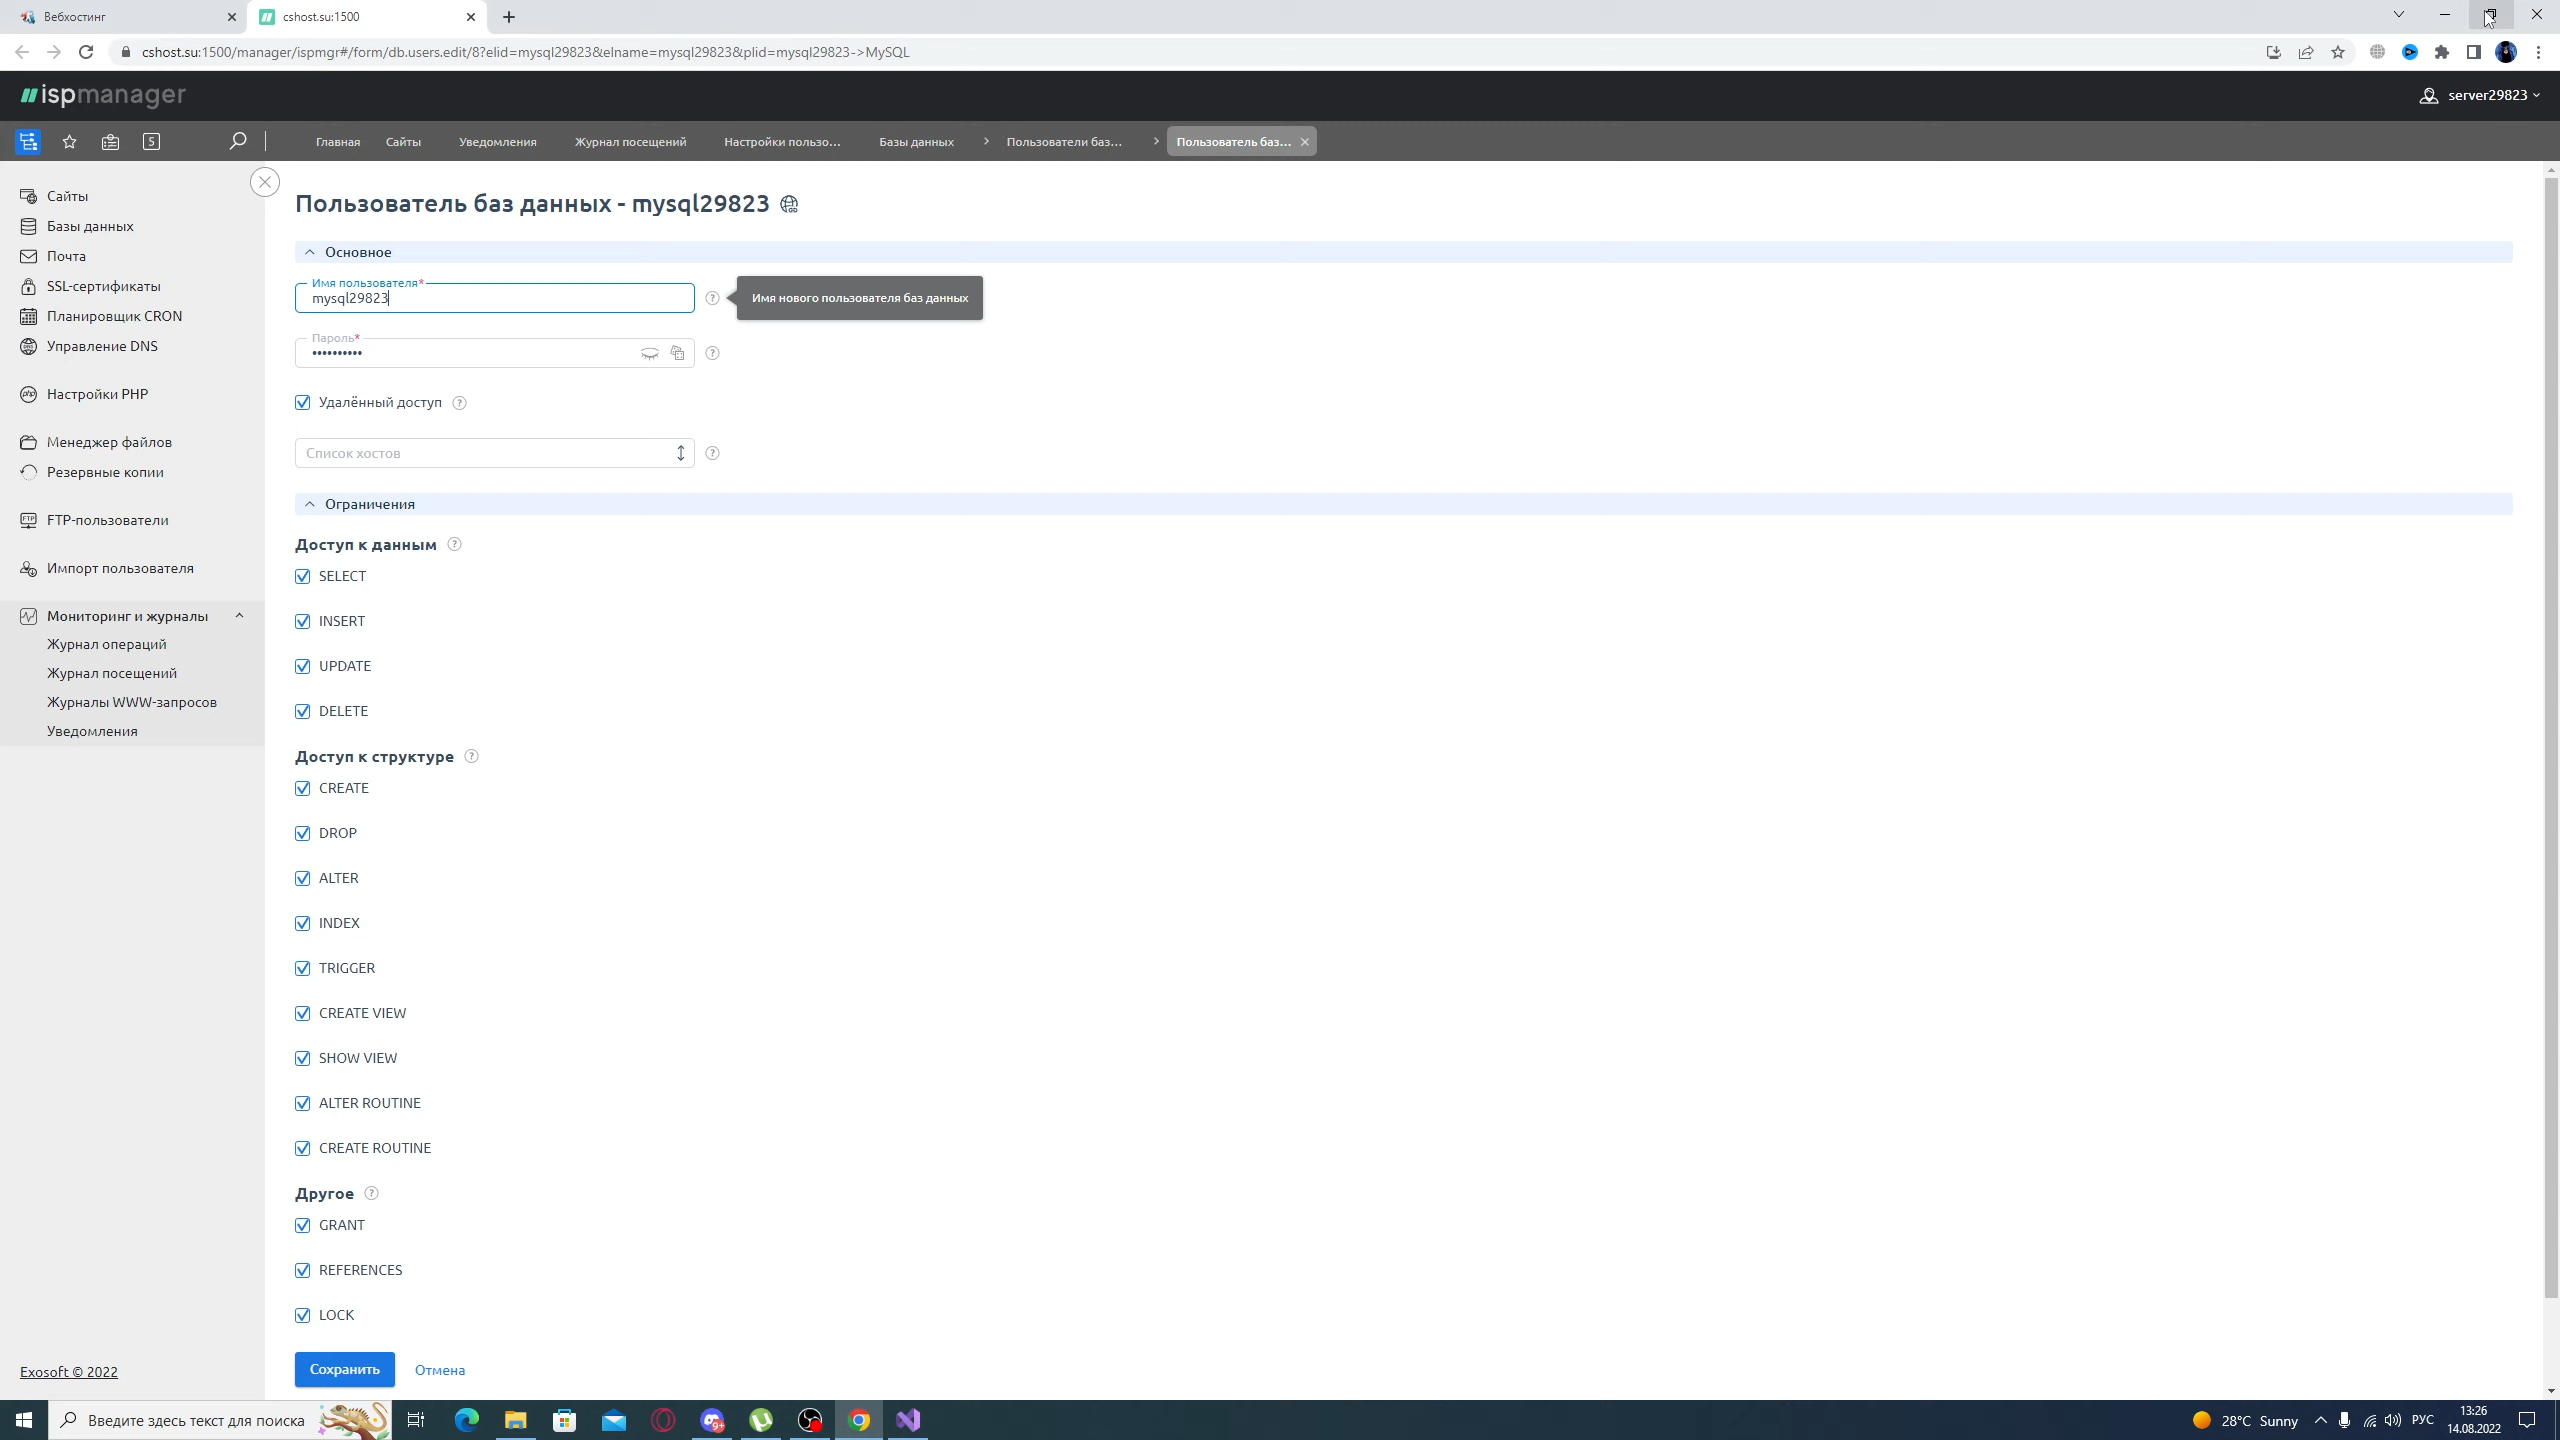 Вебхостинг
cshost.su:1500
cshost.su:1500/manager/ispmgr#/form/db.users.edit/8?elid=mysql29823&elname=mysql29823&plid=mysql29823->MySQL
ispmanager
server29823
5
Главная
Сайты
Уведомления
Журнал посещений
Настройки пользо...
Базы данных
Пользователи баз...
Пользователь баз...
Сайты
Базы данных
Почта
SSL-сертификаты
Планировщик CRON
Управление DNS
Настройки PHP
Менеджер файлов
Резервные копии
FTP-пользователи
Импорт пользователя
Мониторинг и журналы
Журнал операций
Журнал посещений
Журналы WWW-запросов
Уведомления
Exosoft © 2022
Пользователь баз данных - mysql29823
Основное
Имя пользователя*
mysql29823
Имя нового пользователя баз данных
Пароль*
••••••••••
Удалённый доступ
Список хостов
Ограничения
Доступ к данным
SELECT
INSERT
UPDATE
DELETE
Доступ к структуре
CREATE
DROP
ALTER
INDEX
TRIGGER
CREATE VIEW
SHOW VIEW
ALTER ROUTINE
CREATE ROUTINE
Другое
GRANT
REFERENCES
LOCK
Сохранить
Отмена
Введите здесь текст для поиска
9+
28°C Sunny
РУС
13:26
14.08.2022